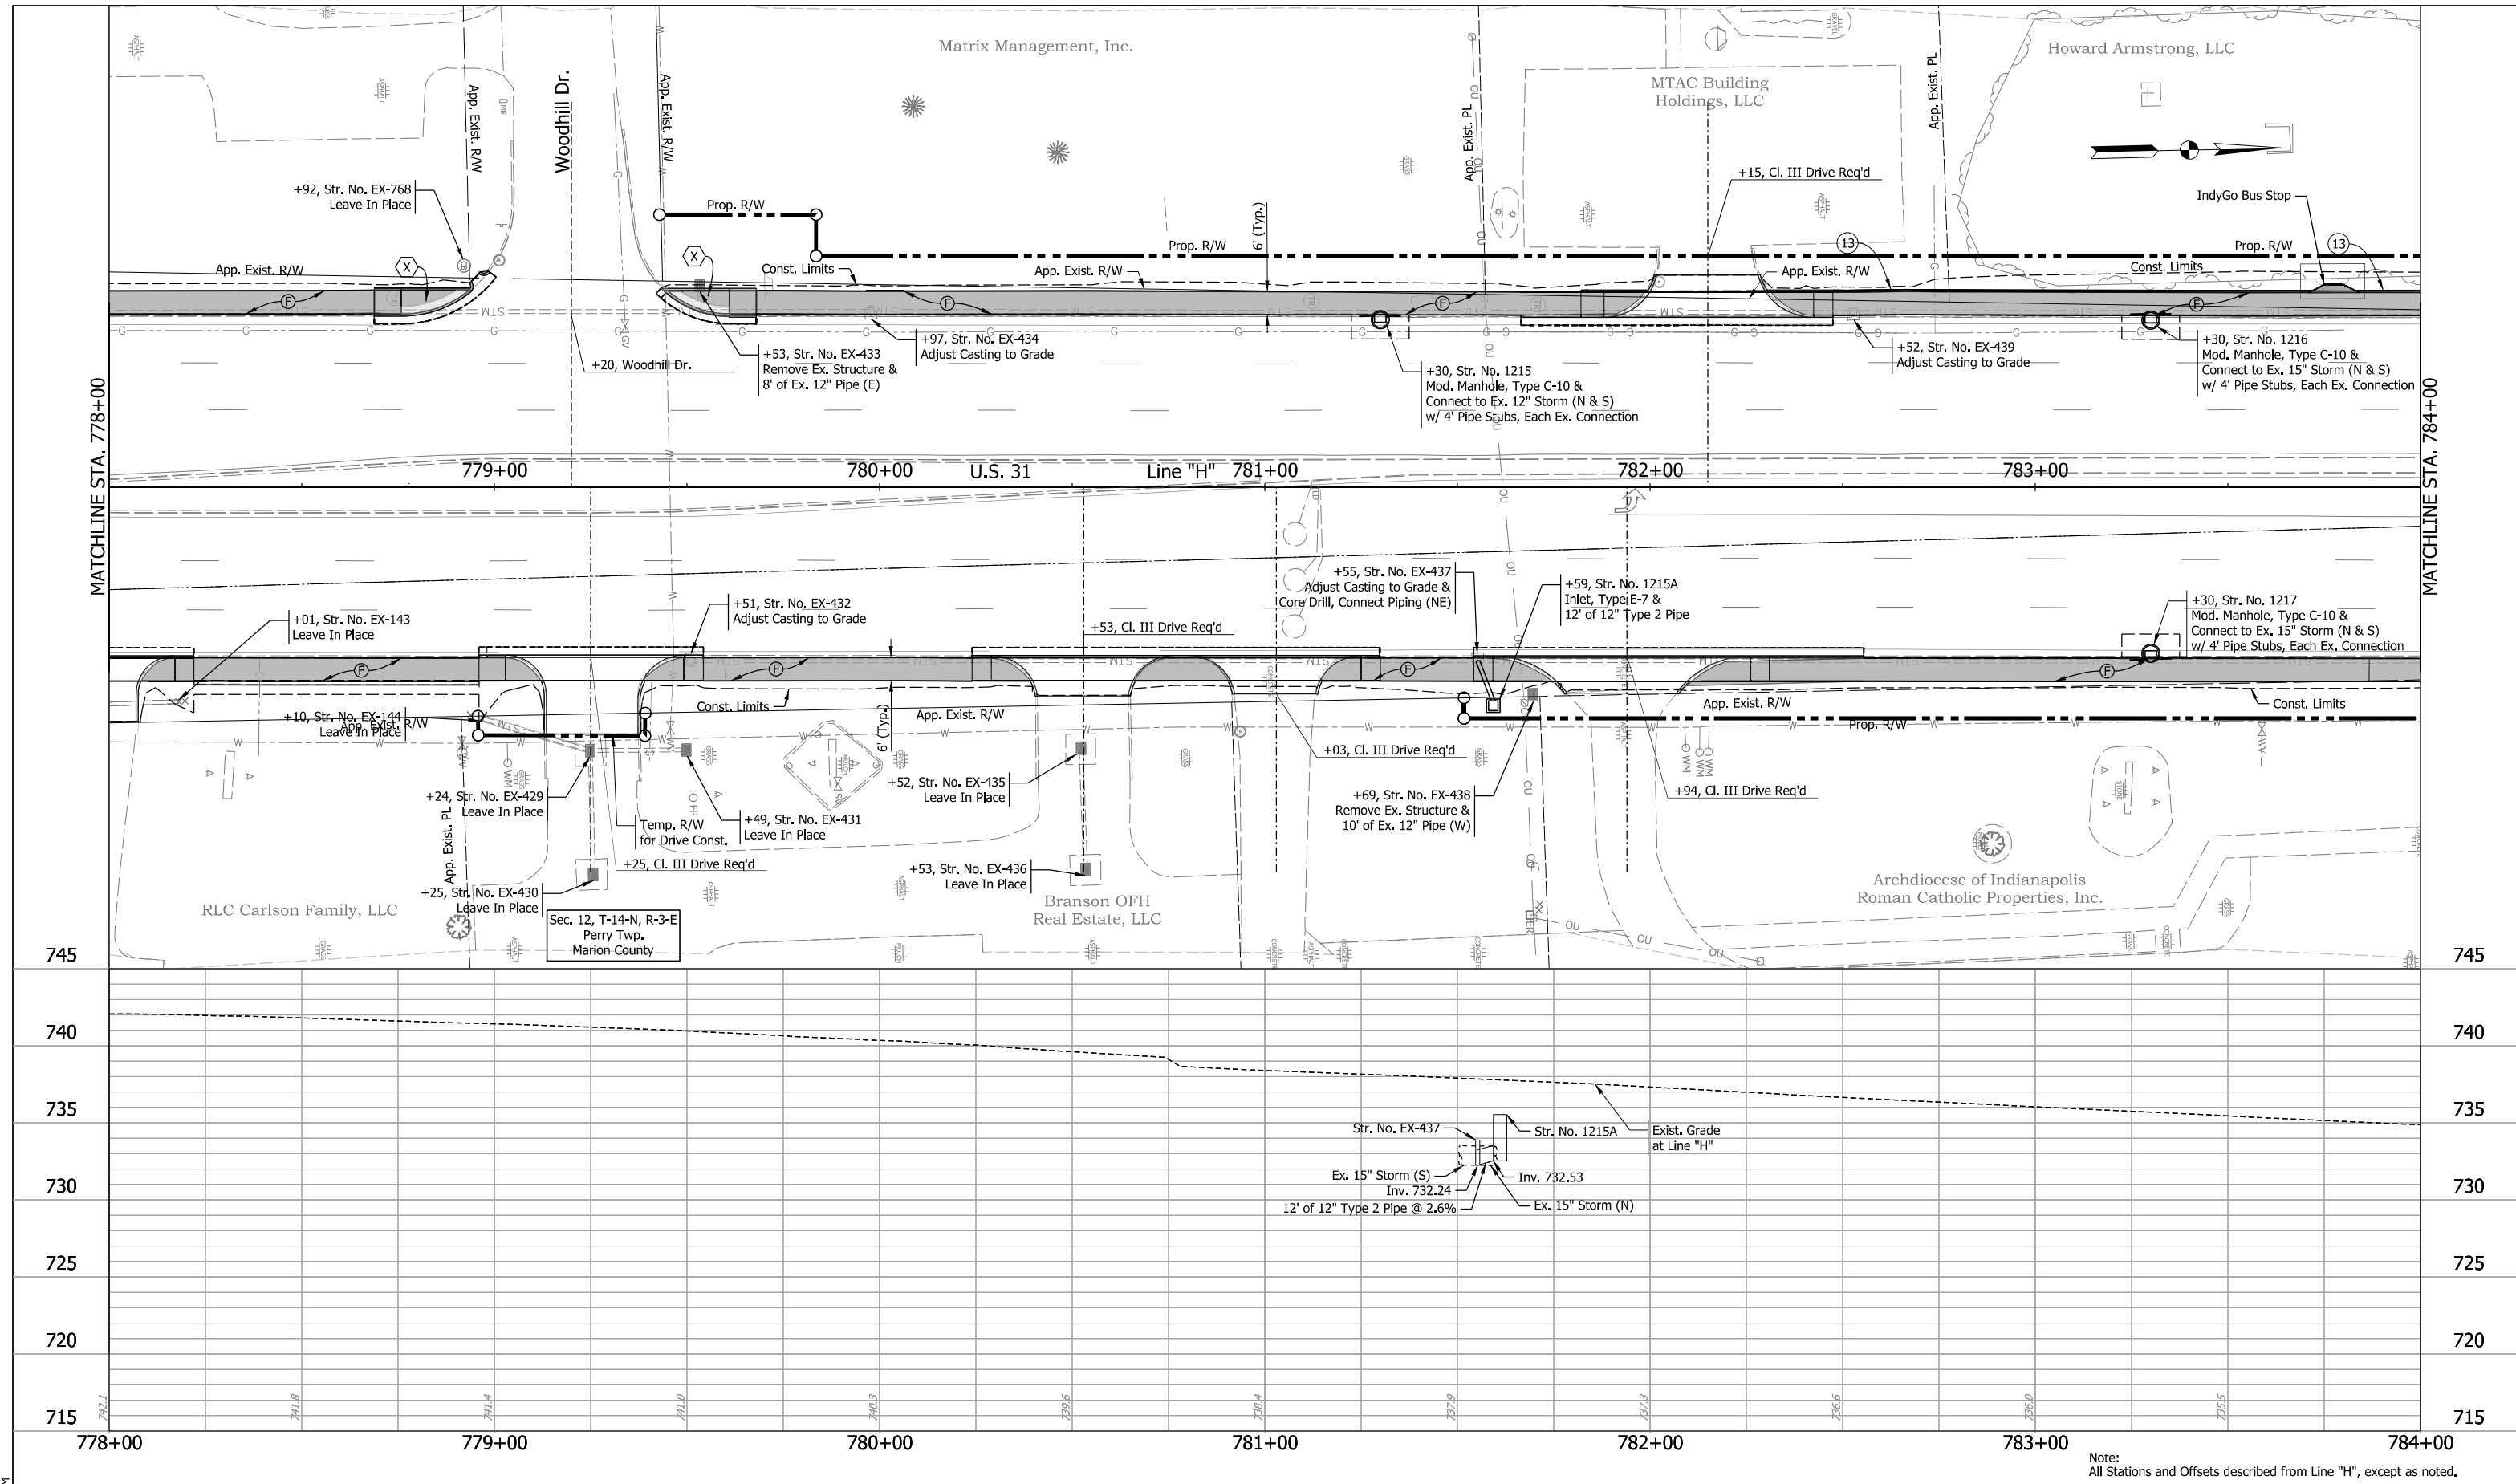 Matrix Management, Inc.
MTAC Building
Holdings, LLC
Howard Armstrong, LLC
App. Exist. R/W
Woodhill Dr.
App. Exist. R/W
App. Exist. PL
App. Exist. PL
+92, Str. No. EX-768
Leave In Place
Prop. R/W
Prop. R/W
6' (Typ.)
+15, Cl. III Drive Req'd
IndyGo Bus Stop
13
13
Prop. R/W
App. Exist. R/W
X
X
Const. Limits
App. Exist. R/W
App. Exist. R/W
Const. Limits
F
F
F
F
+20, Woodhill Dr.
+53, Str. No. EX-433
Remove Ex. Structure &
8' of Ex. 12" Pipe (E)
+97, Str. No. EX-434
Adjust Casting to Grade
+30, Str. No. 1215
Mod. Manhole, Type C-10 &
Connect to Ex. 12" Storm (N & S)
w/ 4' Pipe Stubs, Each Ex. Connection
+52, Str. No. EX-439
Adjust Casting to Grade
+30, Str. No. 1216
Mod. Manhole, Type C-10 &
Connect to Ex. 15" Storm (N & S)
w/ 4' Pipe Stubs, Each Ex. Connection
MATCHLINE STA. 778+00
MATCHLINE STA. 784+00
779+00 780+00 U.S. 31 Line "H" 781+00 782+00 783+00
+01, Str. No. EX-143
Leave In Place
+51, Str. No. EX-432
Adjust Casting to Grade
+53, Cl. III Drive Req'd
+55, Str. No. EX-437
Adjust Casting to Grade &
Core Drill, Connect Piping (NE)
+59, Str. No. 1215A
Inlet, Type E-7 &
12' of 12" Type 2 Pipe
+30, Str. No. 1217
Mod. Manhole, Type C-10 &
Connect to Ex. 15" Storm (N & S)
w/ 4' Pipe Stubs, Each Ex. Connection
F
F
F
F
+10, Str. No. EX-144
Leave In Place
App. Exist. R/W
Const. Limits
6' (Typ.)
App. Exist. R/W
App. Exist. R/W
Prop. R/W
Const. Limits
+24, Str. No. EX-429
Leave In Place
App. Exist. PL
Temp. R/W
for Drive Const.
+49, Str. No. EX-431
Leave In Place
+25, Cl. III Drive Req'd
+52, Str. No. EX-435
Leave In Place
+03, Cl. III Drive Req'd
+69, Str. No. EX-438
Remove Ex. Structure &
10' of Ex. 12" Pipe (W)
+94, Cl. III Drive Req'd
+25, Str. No. EX-430
Leave In Place
+53, Str. No. EX-436
Leave In Place
RLC Carlson Family, LLC
Sec. 12, T-14-N, R-3-E
Perry Twp.
Marion County
Branson OFH
Real Estate, LLC
Archdiocese of Indianapolis
Roman Catholic Properties, Inc.
745 745
740 740
735 735
Str. No. EX-437
Str. No. 1215A
Exist. Grade
at Line "H"
Ex. 15" Storm (S)
Inv. 732.24
12' of 12" Type 2 Pipe @ 2.6%
Inv. 732.53
Ex. 15" Storm (N)
730 730
725 725
720 720
715 715
742.1 741.8 741.4 741.0 740.3 739.6 738.4 737.9 737.3 736.6 736.0 735.5
778+00 779+00 780+00 781+00 782+00 783+00 784+00
Note:
All Stations and Offsets described from Line "H", except as noted.